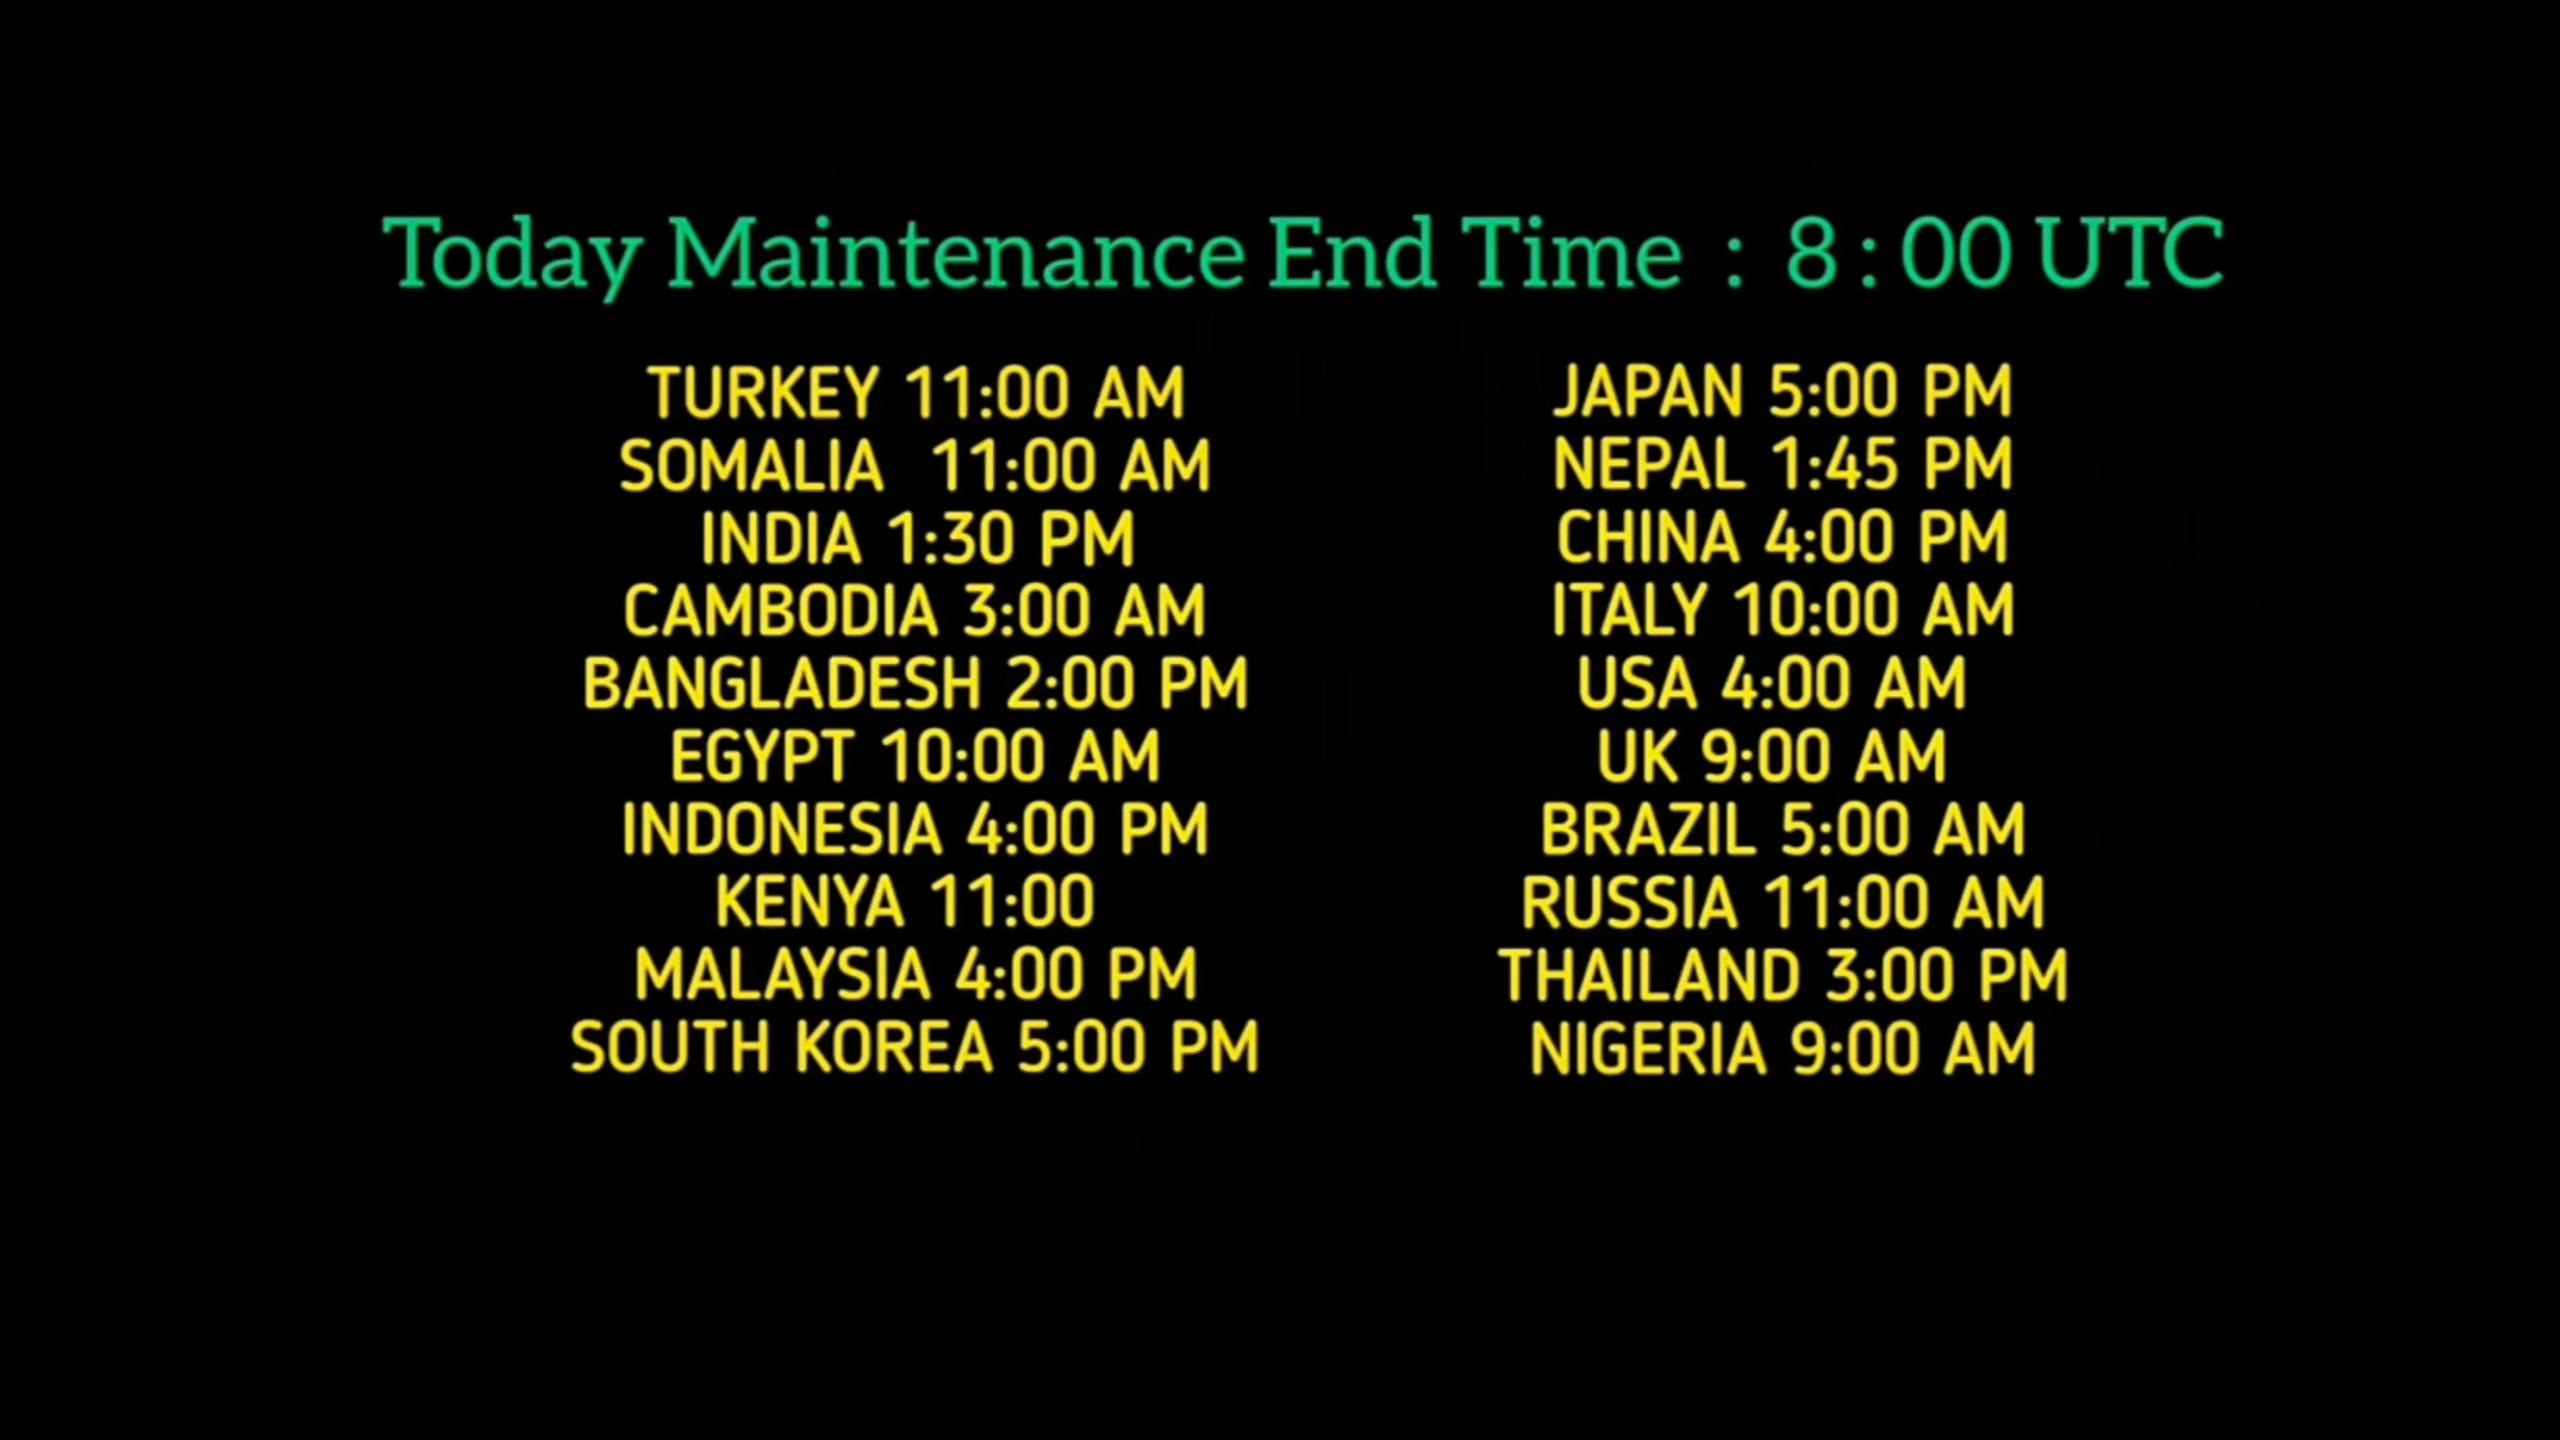 Today Maintenance End Time : 8 : 00 UTC
TURKEY 11:00 AM
SOMALIA 11:00 AM
INDIA 1:30 PM
CAMBODIA 3:00 AM
BANGLADESH 2:00 PM
EGYPT 10:00 AM
INDONESIA 4:00 PM
KENYA 11:00
MALAYSIA 4:00 PM
SOUTH KOREA 5:00 PM
JAPAN 5:00 PM
NEPAL 1:45 PM
CHINA 4:00 PM
ITALY 10:00 AM
USA 4:00 AM
UK 9:00 AM
BRAZIL 5:00 AM
RUSSIA 11:00 AM
THAILAND 3:00 PM
NIGERIA 9:00 AM